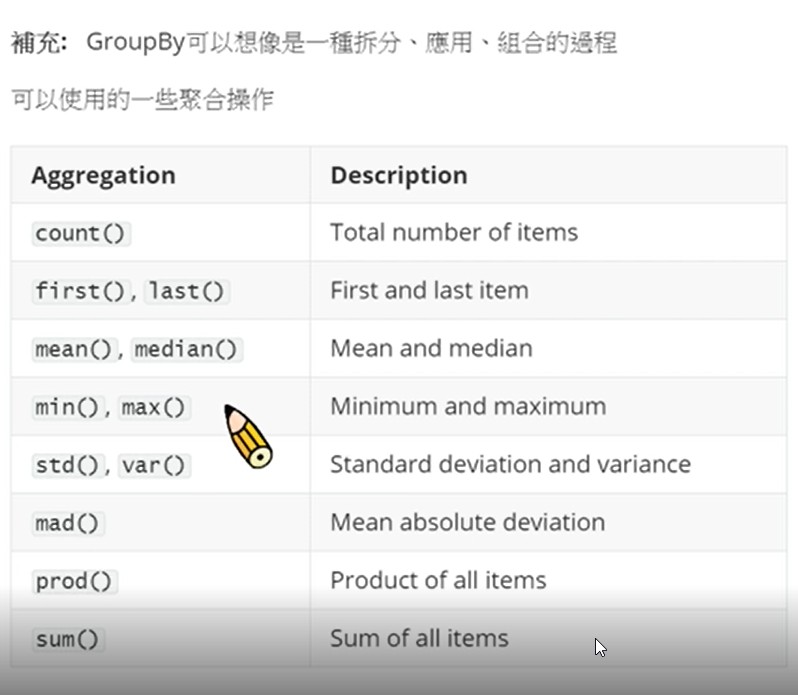 補充: GroupBy可以想像是一種拆分、應用、組合的過程
可以使用的一些聚合操作
Aggregation Description
count() Total number of items
first(), last() First and last item
mean(), median() Mean and median
min(), max() Minimum and maximum
std(), var() Standard deviation and variance
mad() Mean absolute deviation
prod() Product of all items
sum() Sum of all items